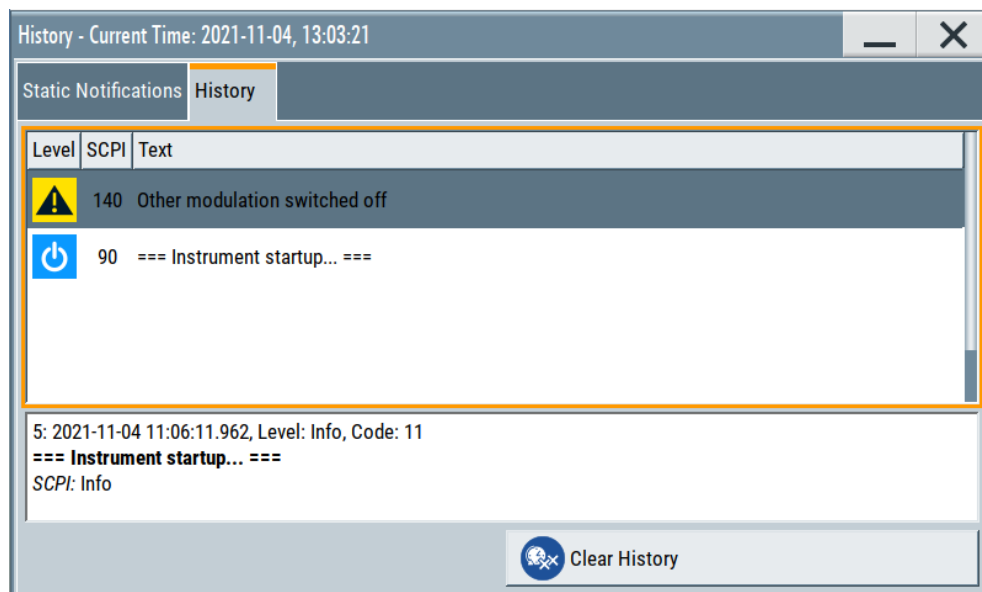 History - Current Time: 2021-11-04, 13:03:21
Static Notifications History
Level SCPI Text
140 Other modulation switched off
90 === Instrument startup... ===
5: 2021-11-04 11:06:11.962, Level: Info, Code: 11
=== Instrument startup... ===
SCPI: Info
Clear History